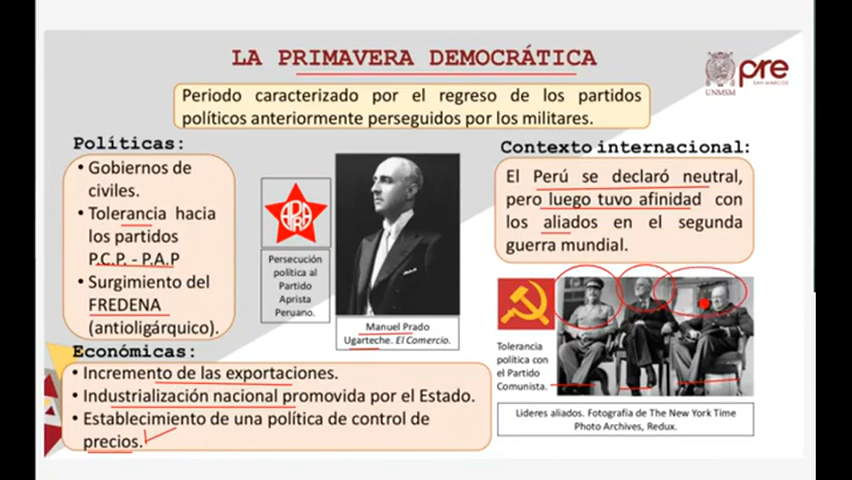 LA PRIMAVERA DEMOCRÁTICA
UNMSM
pre
SAN MARCOS
Periodo caracterizado por el regreso de los partidos
políticos anteriormente perseguidos por los militares.
Políticas:
• Gobiernos de
civiles.
• Tolerancia hacia
los partidos
P.C.P. - P.A.P
• Surgimiento del
FREDENA
(antioligárquico).
APRA
Persecución
política al
Partido
Aprista
Peruano.
Manuel Prado
Ugarteche. El Comercio.
Contexto internacional:
El Perú se declaró neutral,
pero luego tuvo afinidad con
los aliados en el segunda
guerra mundial.
Tolerancia
política con
el Partido
Comunista.
Lideres aliados. Fotografía de The New York Time
Photo Archives, Redux.
Económicas:
• Incremento de las exportaciones.
• Industrialización nacional promovida por el Estado.
• Establecimiento de una política de control de
precios.